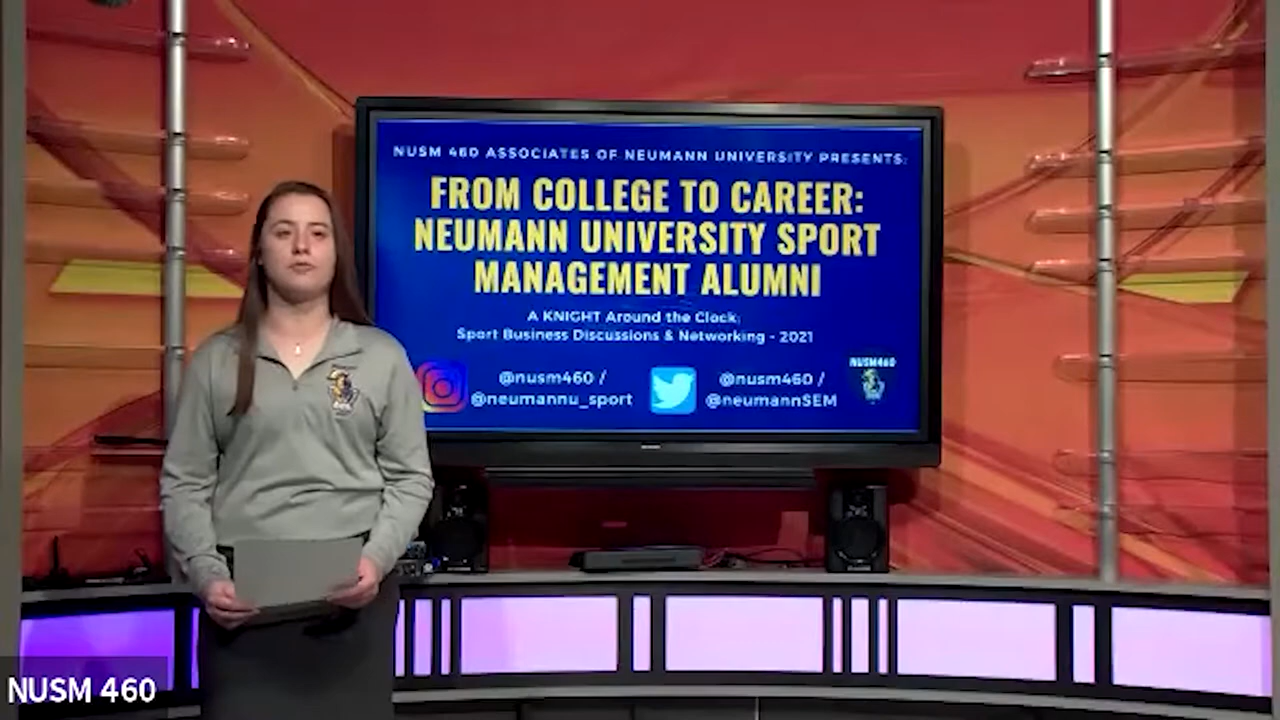 NUSM 460 ASSOCIATES OF NEUMANN UNIVERSITY PRESENTS:
FROM COLLEGE TO CAREER:
NEUMANN UNIVERSITY SPORT
MANAGEMENT ALUMNI
A KNIGHT Around the Clock:
Sport Business Discussions & Networking - 2021
@nusm460 /
@neumannu_sport
@nusm460 /
@neumannSEM
NUSM460
NUSM 460